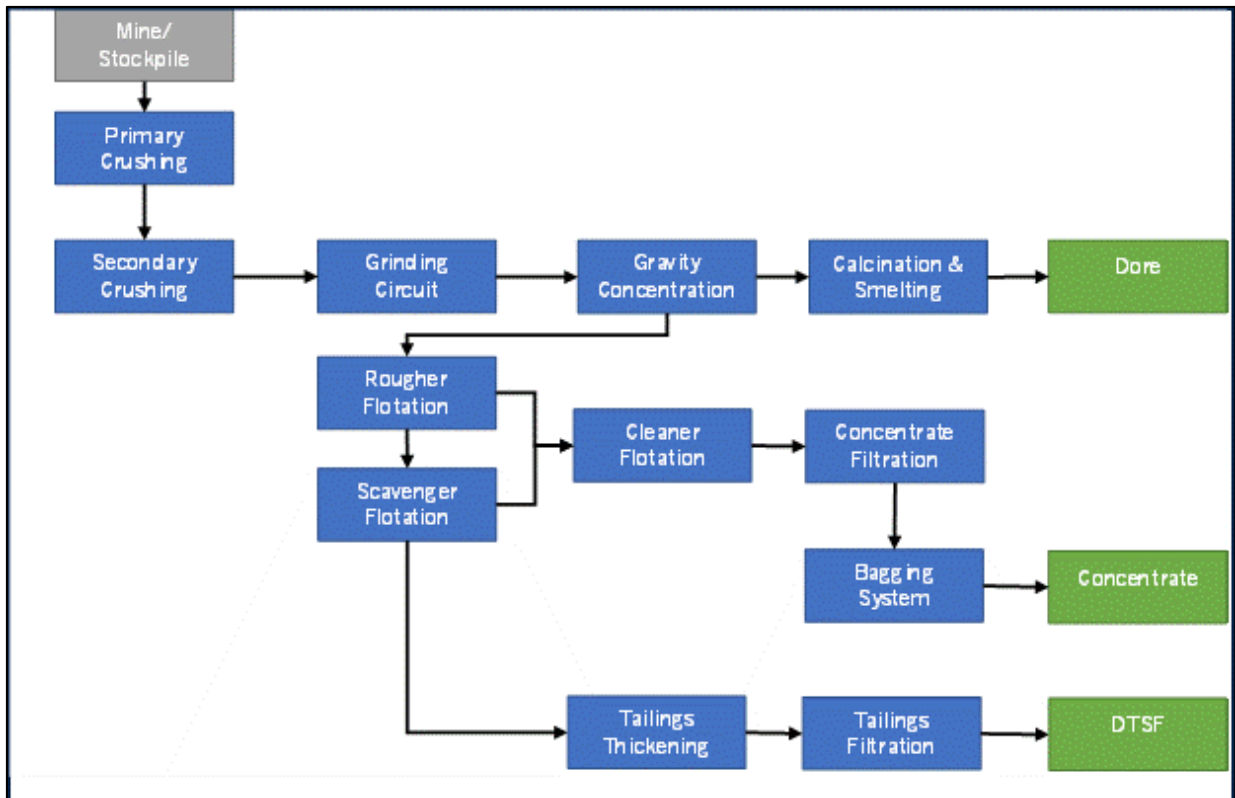 Mine/
Stockpile
Primary
Crushing
Secondary
Crushing
Grinding
Circuit
Gravity
Concentration
Calcination &
Smelting
Dore
Rougher
Flotation
Cleaner
Flotation
Concentrate
Filtration
Scavenger
Flotation
Bagging
System
Concentrate
Tailings
Thickening
Tailings
Filtration
DTSF